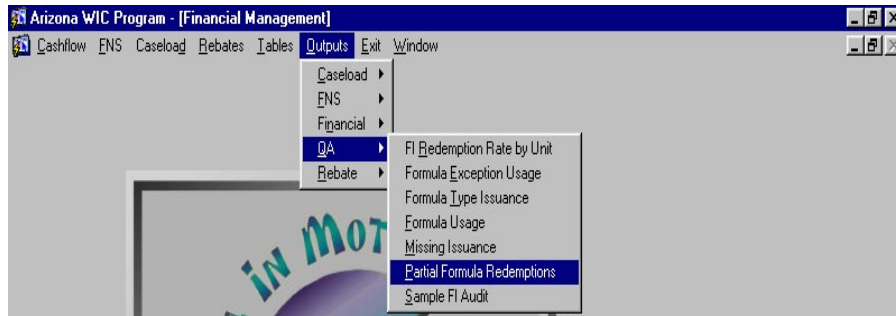 Arizona WIC Program - [Financial Management]
Cashflow FNS Caseload Rebates Tables Outputs Exit Window
Caseload
FNS
Financial
QA
Rebate
FI Redemption Rate by Unit
Formula Exception Usage
Formula Type Issuance
Formula Usage
Missing Issuance
Partial Formula Redemptions
Sample FI Audit
IN MOT